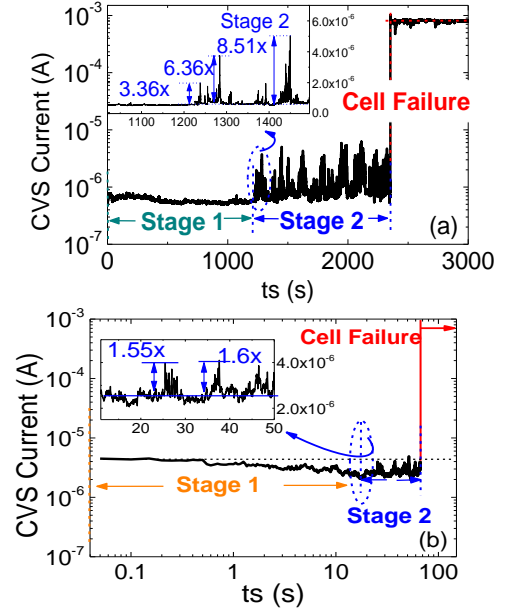 Stage 2
6.0x10⁻⁶
8.51x
6.36x
4.0x10⁻⁶
3.36x
2.0x10⁻⁶
0.0
1100 1200 1300 1400
10⁻³
10⁻⁴
10⁻⁵
10⁻⁶
10⁻⁷
CVS Current (A)
Cell Failure
Stage 1
Stage 2
(a)
0 1000 2000 3000
ts (s)
10⁻³
10⁻⁴
10⁻⁵
10⁻⁶
10⁻⁷
CVS Current (A)
Cell Failure
1.55x
1.6x
4.0x10⁻⁶
2.0x10⁻⁶
20 30 40 50
Stage 1
Stage 2
(b)
0.1 1 10 100
ts (s)